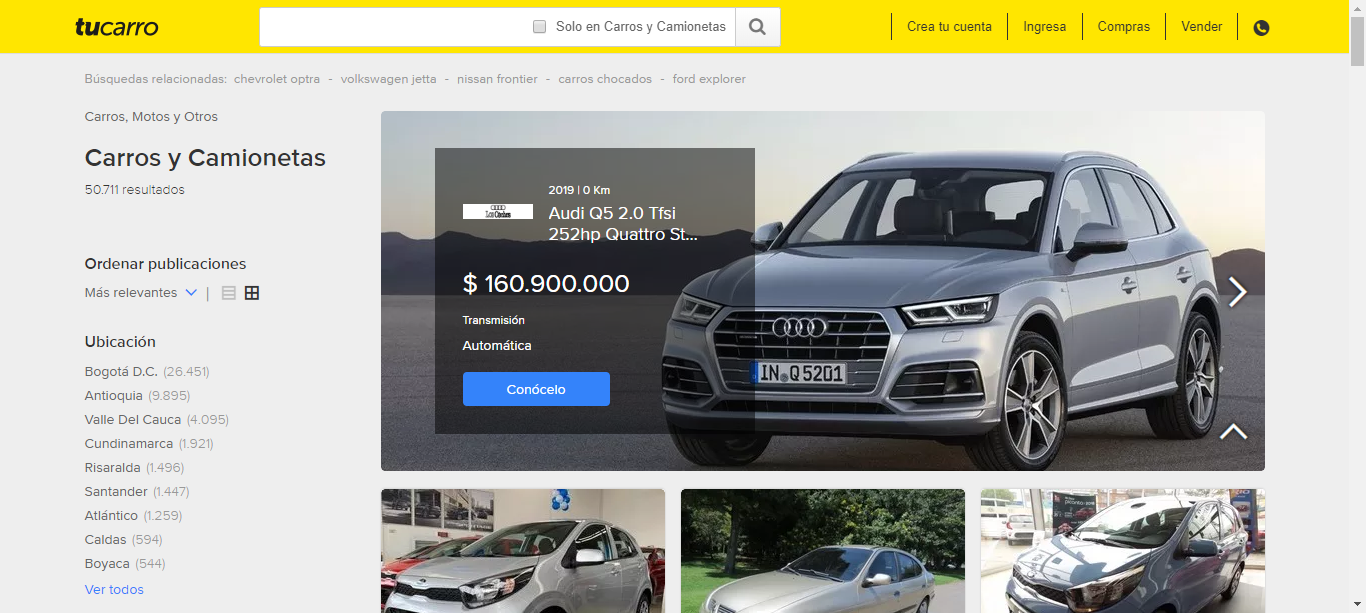 tucarro
Solo en Carros y Camionetas
Crea tu cuenta
Ingresa
Compras
Vender
Búsquedas relacionadas: chevrolet optra - volkswagen jetta - nissan frontier - carros chocados - ford explorer
Carros, Motos y Otros
Carros y Camionetas
50.711 resultados
Ordenar publicaciones
Más relevantes
Ubicación
Bogotá D.C. (26.451)
Antioquia (9.895)
Valle Del Cauca (4.095)
Cundinamarca (1.921)
Risaralda (1.496)
Santander (1.447)
Atlántico (1.259)
Caldas (594)
Boyaca (544)
Ver todos
2019 | 0 Km
Audi Q5 2.0 Tfsi
252hp Quattro St...
$ 160.900.000
Transmisión
Automática
Conócelo
IN Q 5201